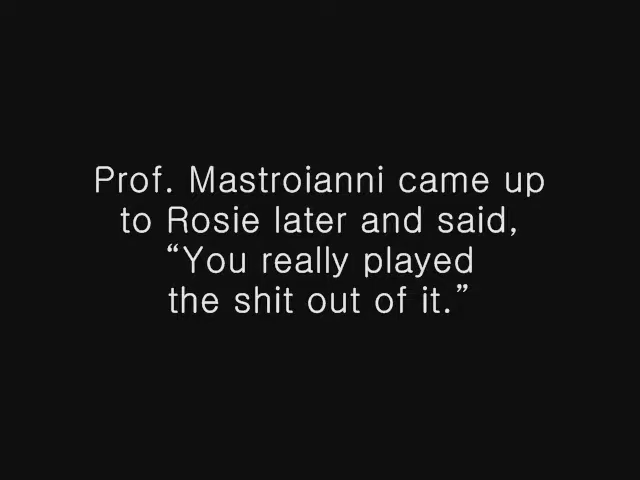 Prof. Mastroianni came up
to Rosie later and said,
“You really played
the shit out of it.”